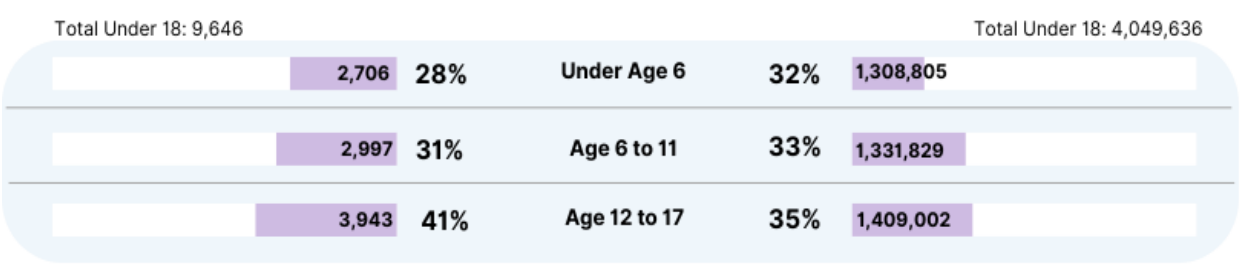 Total Under 18: 9,646 Total Under 18: 4,049,636
2,706 28% Under Age 6 32% 1,308,805
2,997 31% Age 6 to 11 33% 1,331,829
3,943 41% Age 12 to 17 35% 1,409,002